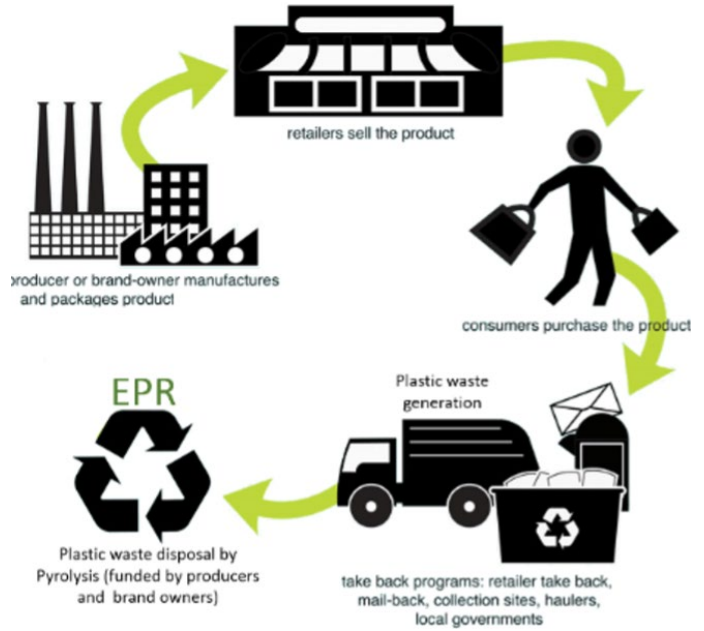 retailers sell the product
producer or brand-owner manufactures
and packages product
consumers purchase the product
Plastic waste
generation
take back programs: retailer take back,
mail-back, collection sites, haulers,
local governments
EPR
Plastic waste disposal by
Pyrolysis (funded by producers
and brand owners)